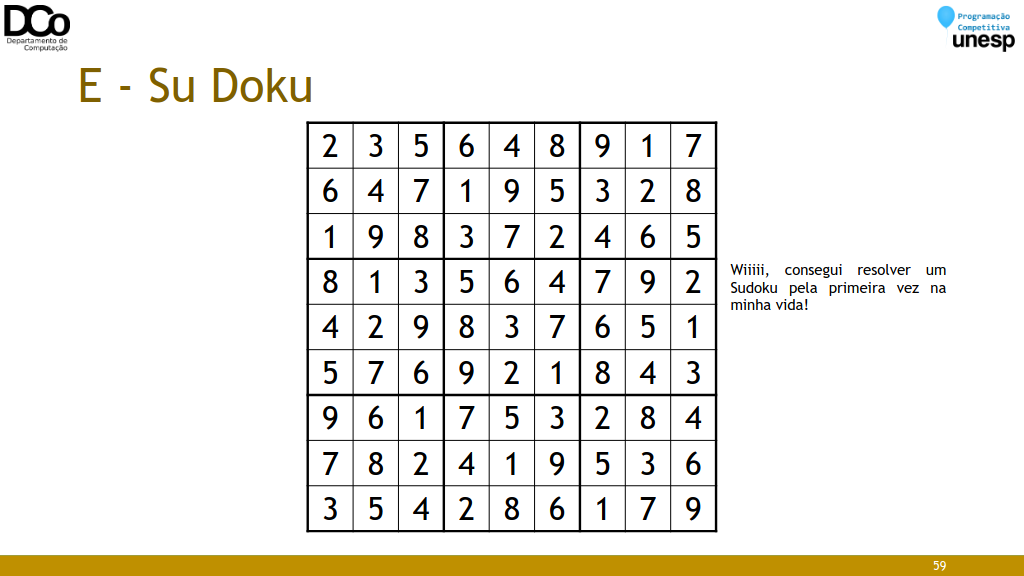 DCo
Departamento de
Computação
Programação
Competitiva
unesp
E - Su Doku
2 3 5 6 4 8 9 1 7
6 4 7 1 9 5 3 2 8
1 9 8 3 7 2 4 6 5
8 1 3 5 6 4 7 9 2
4 2 9 8 3 7 6 5 1
5 7 6 9 2 1 8 4 3
9 6 1 7 5 3 2 8 4
7 8 2 4 1 9 5 3 6
3 5 4 2 8 6 1 7 9
Wiiiii, consegui resolver um
Sudoku pela primeira vez na
minha vida!
59